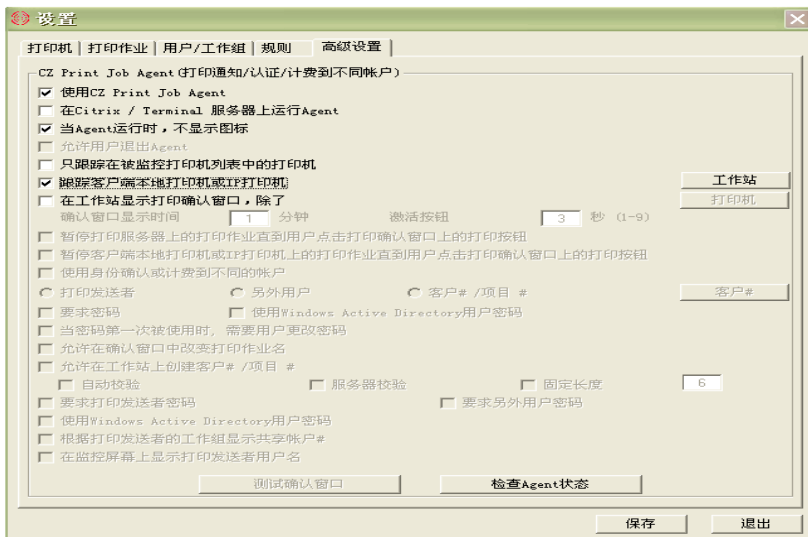 设置
打印机 打印作业 用户/工作组 规则 高级设置
CZ Print Job Agent(打印通知/认证/计费到不同帐户)
使用CZ Print Job Agent
在Citrix / Terminal 服务器上运行Agent
当Agent运行时，不显示图标
允许用户退出Agent
只跟踪在被监控打印机列表中的打印机
跟踪客户端本地打印机或IP打印机 工作站
在工作站显示打印确认窗口，除了 打印机
确认窗口显示时间 1 分钟 激活按钮 3 秒 (1-9)
暂停打印服务器上的打印作业直到用户点击打印确认窗口上的打印按钮
暂停客户端本地打印机或IP打印机上的打印作业直到用户点击打印确认窗口上的打印按钮
使用身份确认或计费到不同的帐户
打印发送者 另外用户 客户# /项目 # 客户#
要求密码 使用Windows Active Directory用户密码
当密码第一次被使用时，需要用户更改密码
允许在确认窗口中改变打印作业名
允许在工作站上创建客户# /项目 #
自动校验 服务器校验 固定长度 6
要求打印发送者密码 要求另外用户密码
使用Windows Active Directory用户密码
根据打印发送者的工作组显示共享帐户#
在监控屏幕上显示打印发送者用户名
测试确认窗口 检查Agent状态
保存 退出